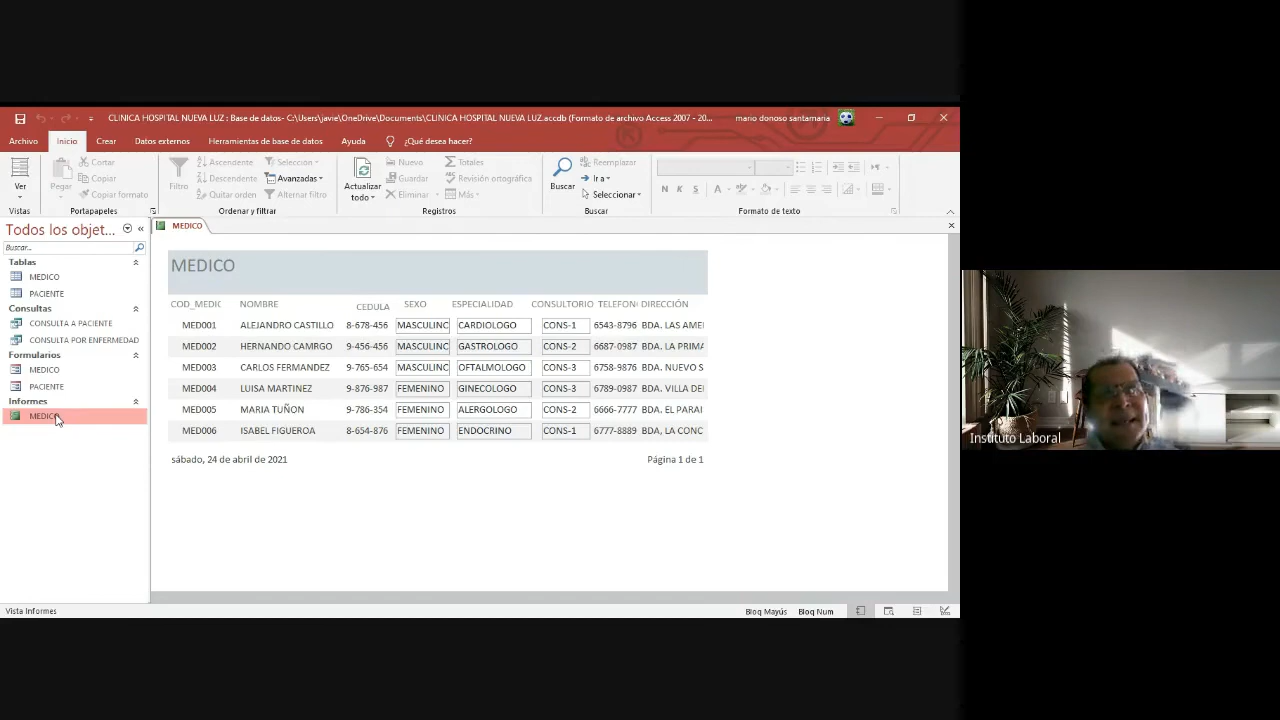 CLINICA HOSPITAL NUEVA LUZ : Base de datos- C:\Users\javie\OneDrive\Documents\CLINICA HOSPITAL NUEVA LUZ.accdb (Formato de archivo Access 2007 - 20... mario donoso santamaria
Archivo Inicio Crear Datos externos Herramientas de base de datos Ayuda ¿Qué desea hacer?
Cortar Ascendente Selección Nuevo Totales Reemplazar
Copiar Descendente Avanzadas Guardar Revisión ortográfica Ir a
Ver Pegar Copiar formato Filtro Quitar orden Alternar filtro Actualizar todo Eliminar Más Buscar Seleccionar N K S A
Vistas Portapapeles Ordenar y filtrar Registros Buscar Formato de texto
Todos los objet...
Buscar...
Tablas
MEDICO
PACIENTE
Consultas
CONSULTA A PACIENTE
CONSULTA POR ENFERMEDAD
Formularios
MEDICO
PACIENTE
Informes
MEDICO
MEDICO
MEDICO
COD_MEDIC NOMBRE CEDULA SEXO ESPECIALIDAD CONSULTORIO TELEFON DIRECCIÓN
MED001 ALEJANDRO CASTILLO 8-678-456 MASCULINC CARDIOLOGO CONS-1 6543-8796 BDA. LAS AMEI
MED002 HERNANDO CAMRGO 9-456-456 MASCULINC GASTROLOGO CONS-2 6687-0987 BDA. LA PRIMA
MED003 CARLOS FERMANDEZ 9-765-654 MASCULINC OFTALMOLOGO CONS-3 6758-9876 BDA. NUEVO S
MED004 LUISA MARTINEZ 9-876-987 FEMENINO GINECOLOGO CONS-3 6789-0987 BDA. VILLA DEI
MED005 MARIA TUÑON 9-786-354 FEMENINO ALERGOLOGO CONS-2 6666-7777 BDA. EL PARAI
MED006 ISABEL FIGUEROA 8-654-876 FEMENINO ENDOCRINO CONS-1 6777-8889 BDA, LA CONC
sábado, 24 de abril de 2021 Página 1 de 1
Vista Informes Bloq Mayús Bloq Num
Instituto Laboral